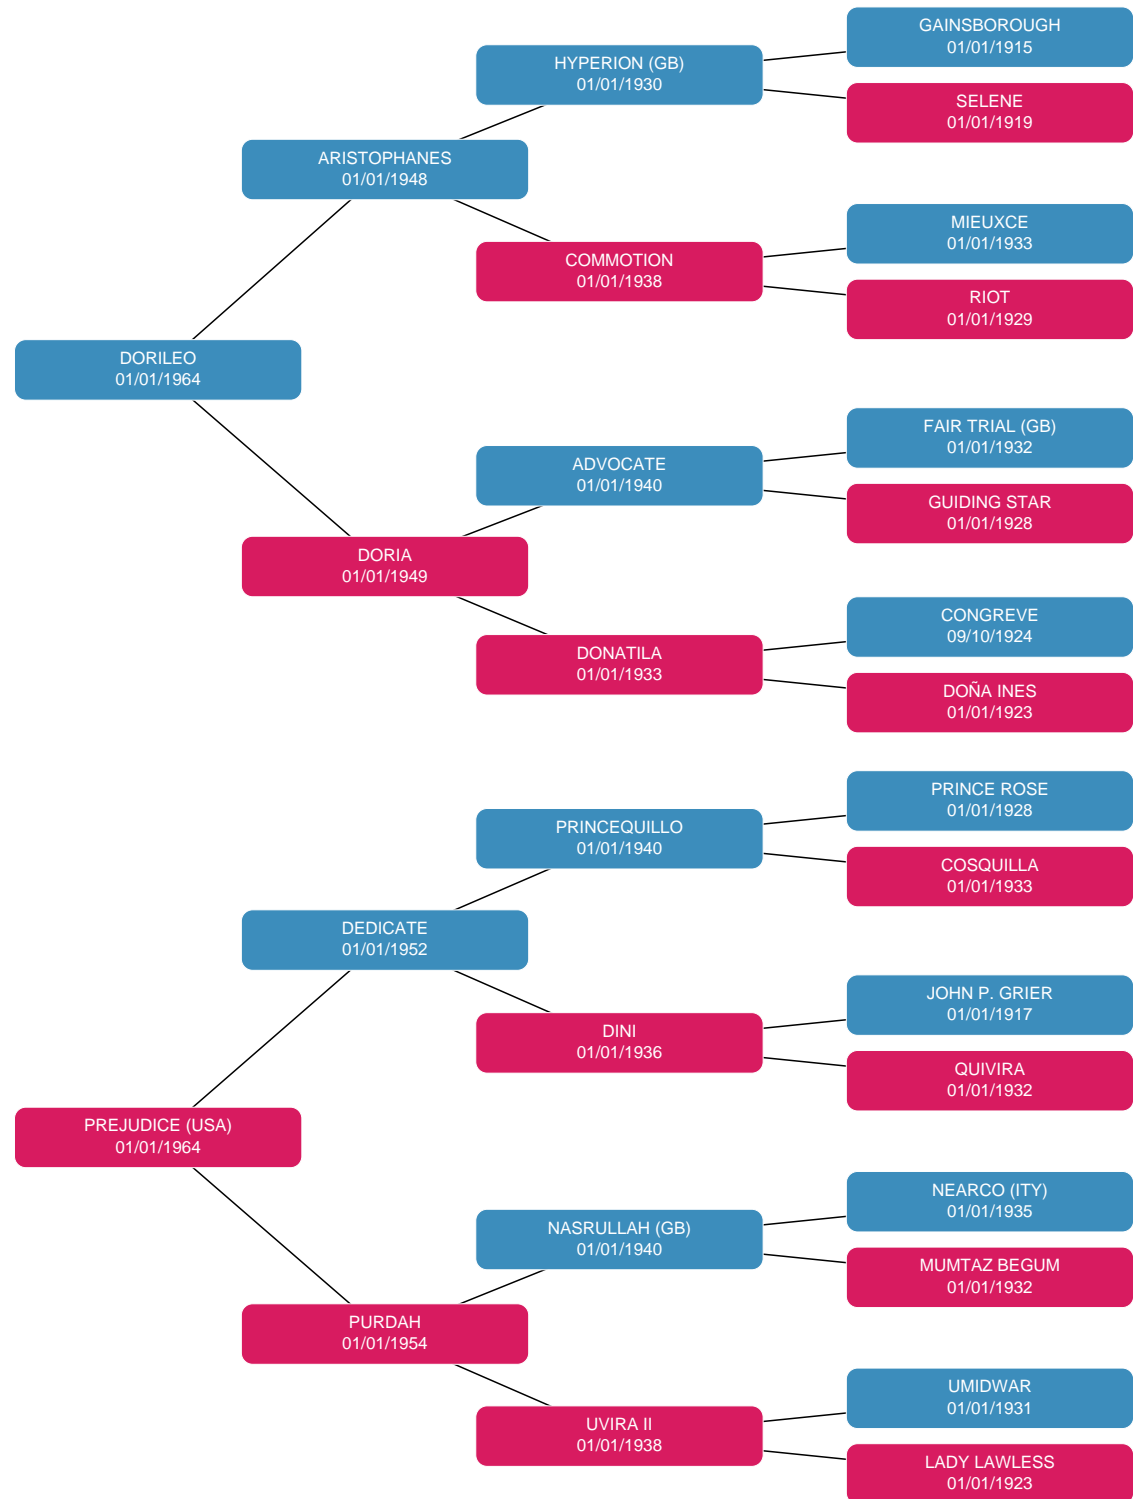 GAINSBOROUGH
01/01/1915
HYPERION (GB)
01/01/1930
SELENE
01/01/1919
ARISTOPHANES
01/01/1948
MIEUXCE
01/01/1933
COMMOTION
01/01/1938
RIOT
01/01/1929
DORILEO
01/01/1964
FAIR TRIAL (GB)
01/01/1932
ADVOCATE
01/01/1940
GUIDING STAR
01/01/1928
DORIA
01/01/1949
CONGREVE
09/10/1924
DONATILA
01/01/1933
DOÑA INES
01/01/1923
PRINCE ROSE
01/01/1928
PRINCEQUILLO
01/01/1940
COSQUILLA
01/01/1933
DEDICATE
01/01/1952
JOHN P. GRIER
01/01/1917
DINI
01/01/1936
QUIVIRA
01/01/1932
PREJUDICE (USA)
01/01/1964
NEARCO (ITY)
01/01/1935
NASRULLAH (GB)
01/01/1940
MUMTAZ BEGUM
01/01/1932
PURDAH
01/01/1954
UMIDWAR
01/01/1931
UVIRA II
01/01/1938
LADY LAWLESS
01/01/1923